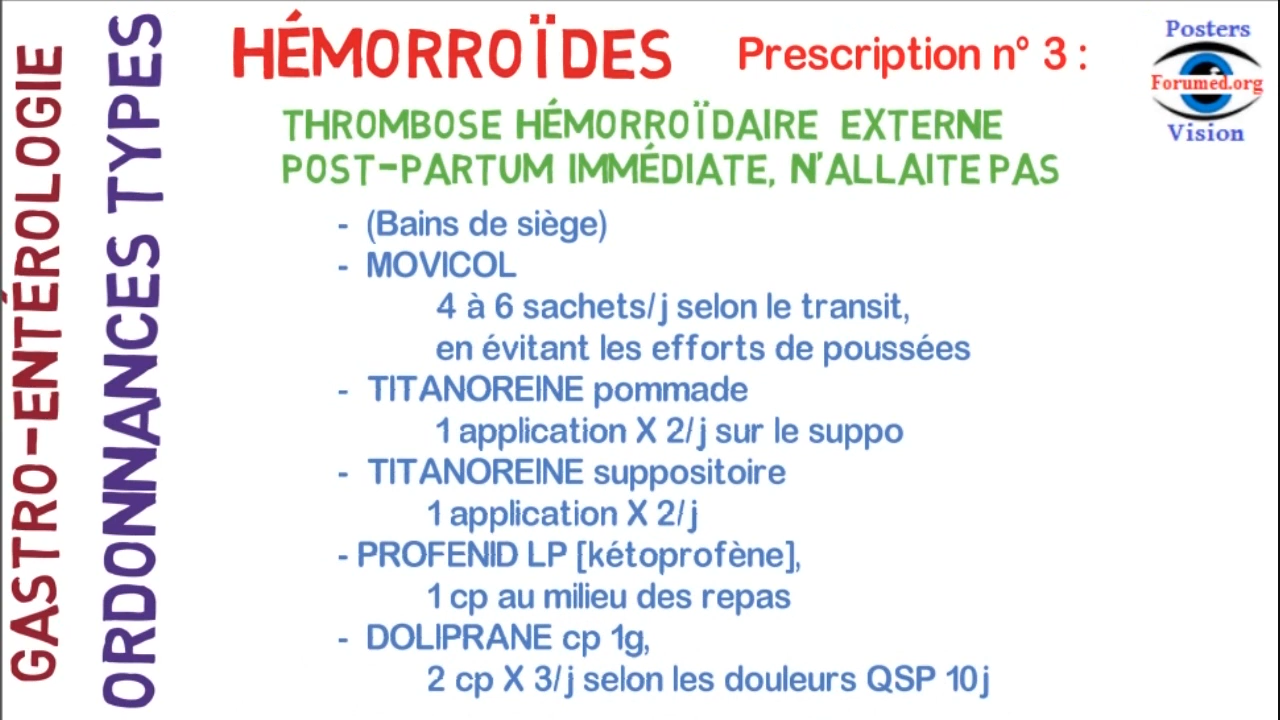 GASTRO-ENTÉROLOGIE
ORDONNANCES TYPES
HÉMORROÏDES
Prescription n° 3 :
Posters
Forumed.org
Vision
THROMBOSE HÉMORROÏDAIRE EXTERNE
POST-PARTUM IMMÉDIATE, N'ALLAITE PAS
- (Bains de siège)
- MOVICOL
4 à 6 sachets/j selon le transit,
en évitant les efforts de poussées
- TITANOREINE pommade
1 application X 2/j sur le suppo
- TITANOREINE suppositoire
1 application X 2/j
- PROFENID LP [kétoprofène],
1 cp au milieu des repas
- DOLIPRANE cp 1g,
2 cp X 3/j selon les douleurs QSP 10j